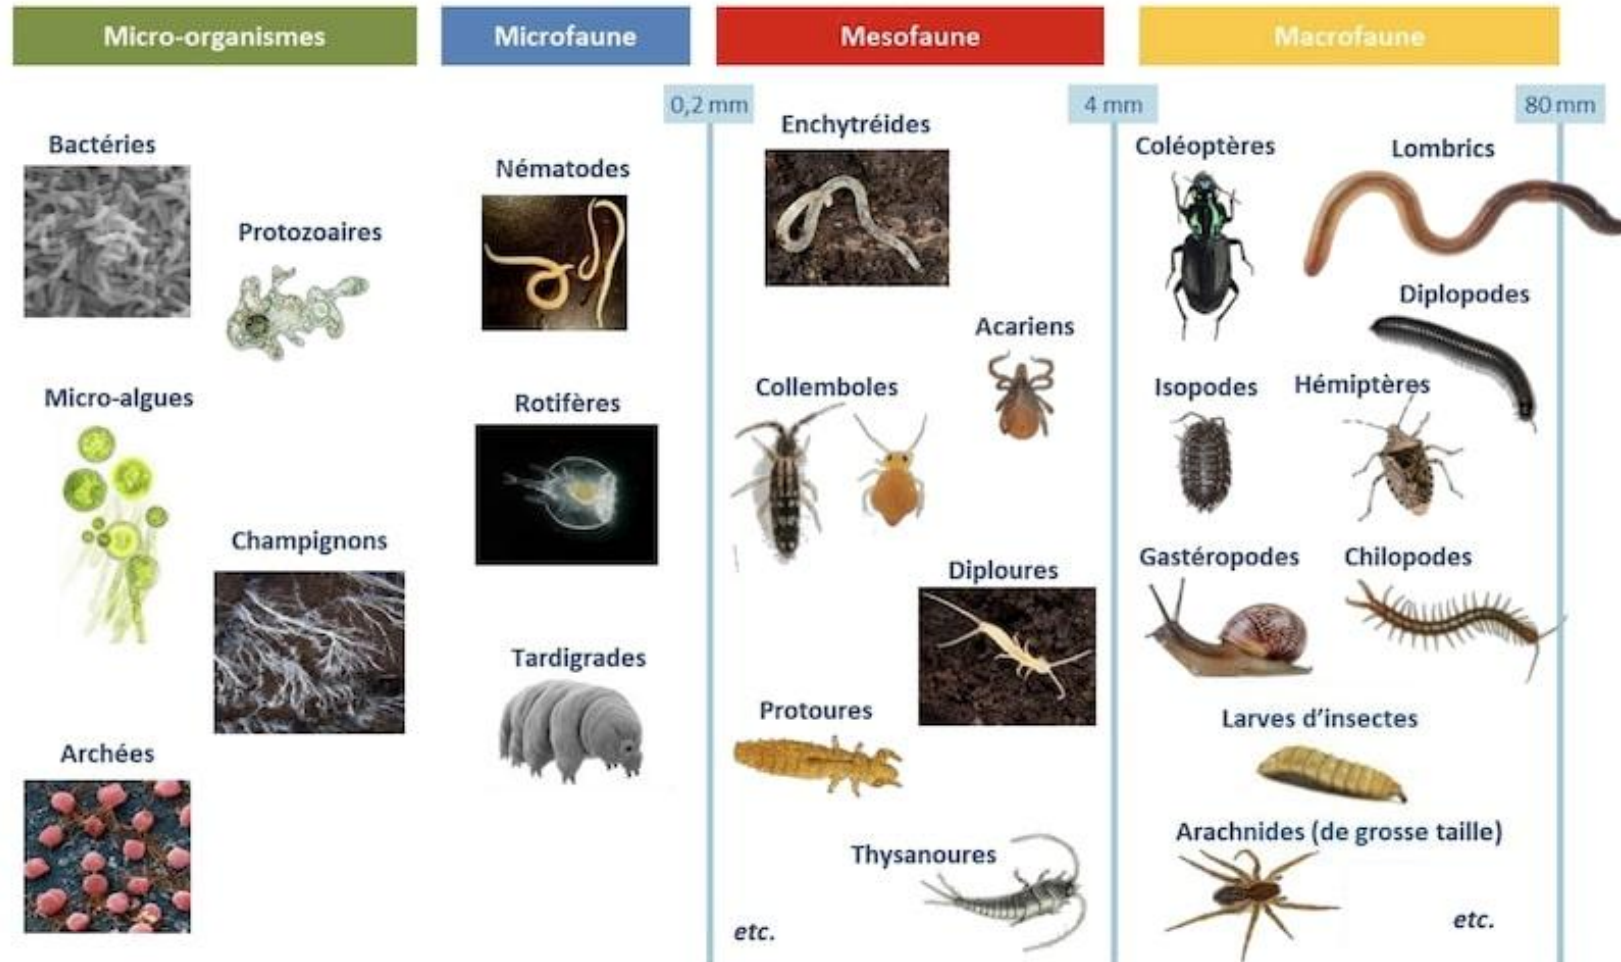 Micro-organismes
Microfaune
Mesofaune
Macrofaune
0,2 mm
4 mm
80 mm
Bactéries
Protozoaires
Micro-algues
Champignons
Archées
Nématodes
Rotifères
Tardigrades
Enchytréides
Acariens
Collemboles
Diploures
Protoures
Thysanoures
etc.
Coléoptères
Lombrics
Diplopodes
Isopodes
Hémiptères
Gastéropodes
Chilopodes
Larves d’insectes
Arachnides (de grosse taille)
etc.